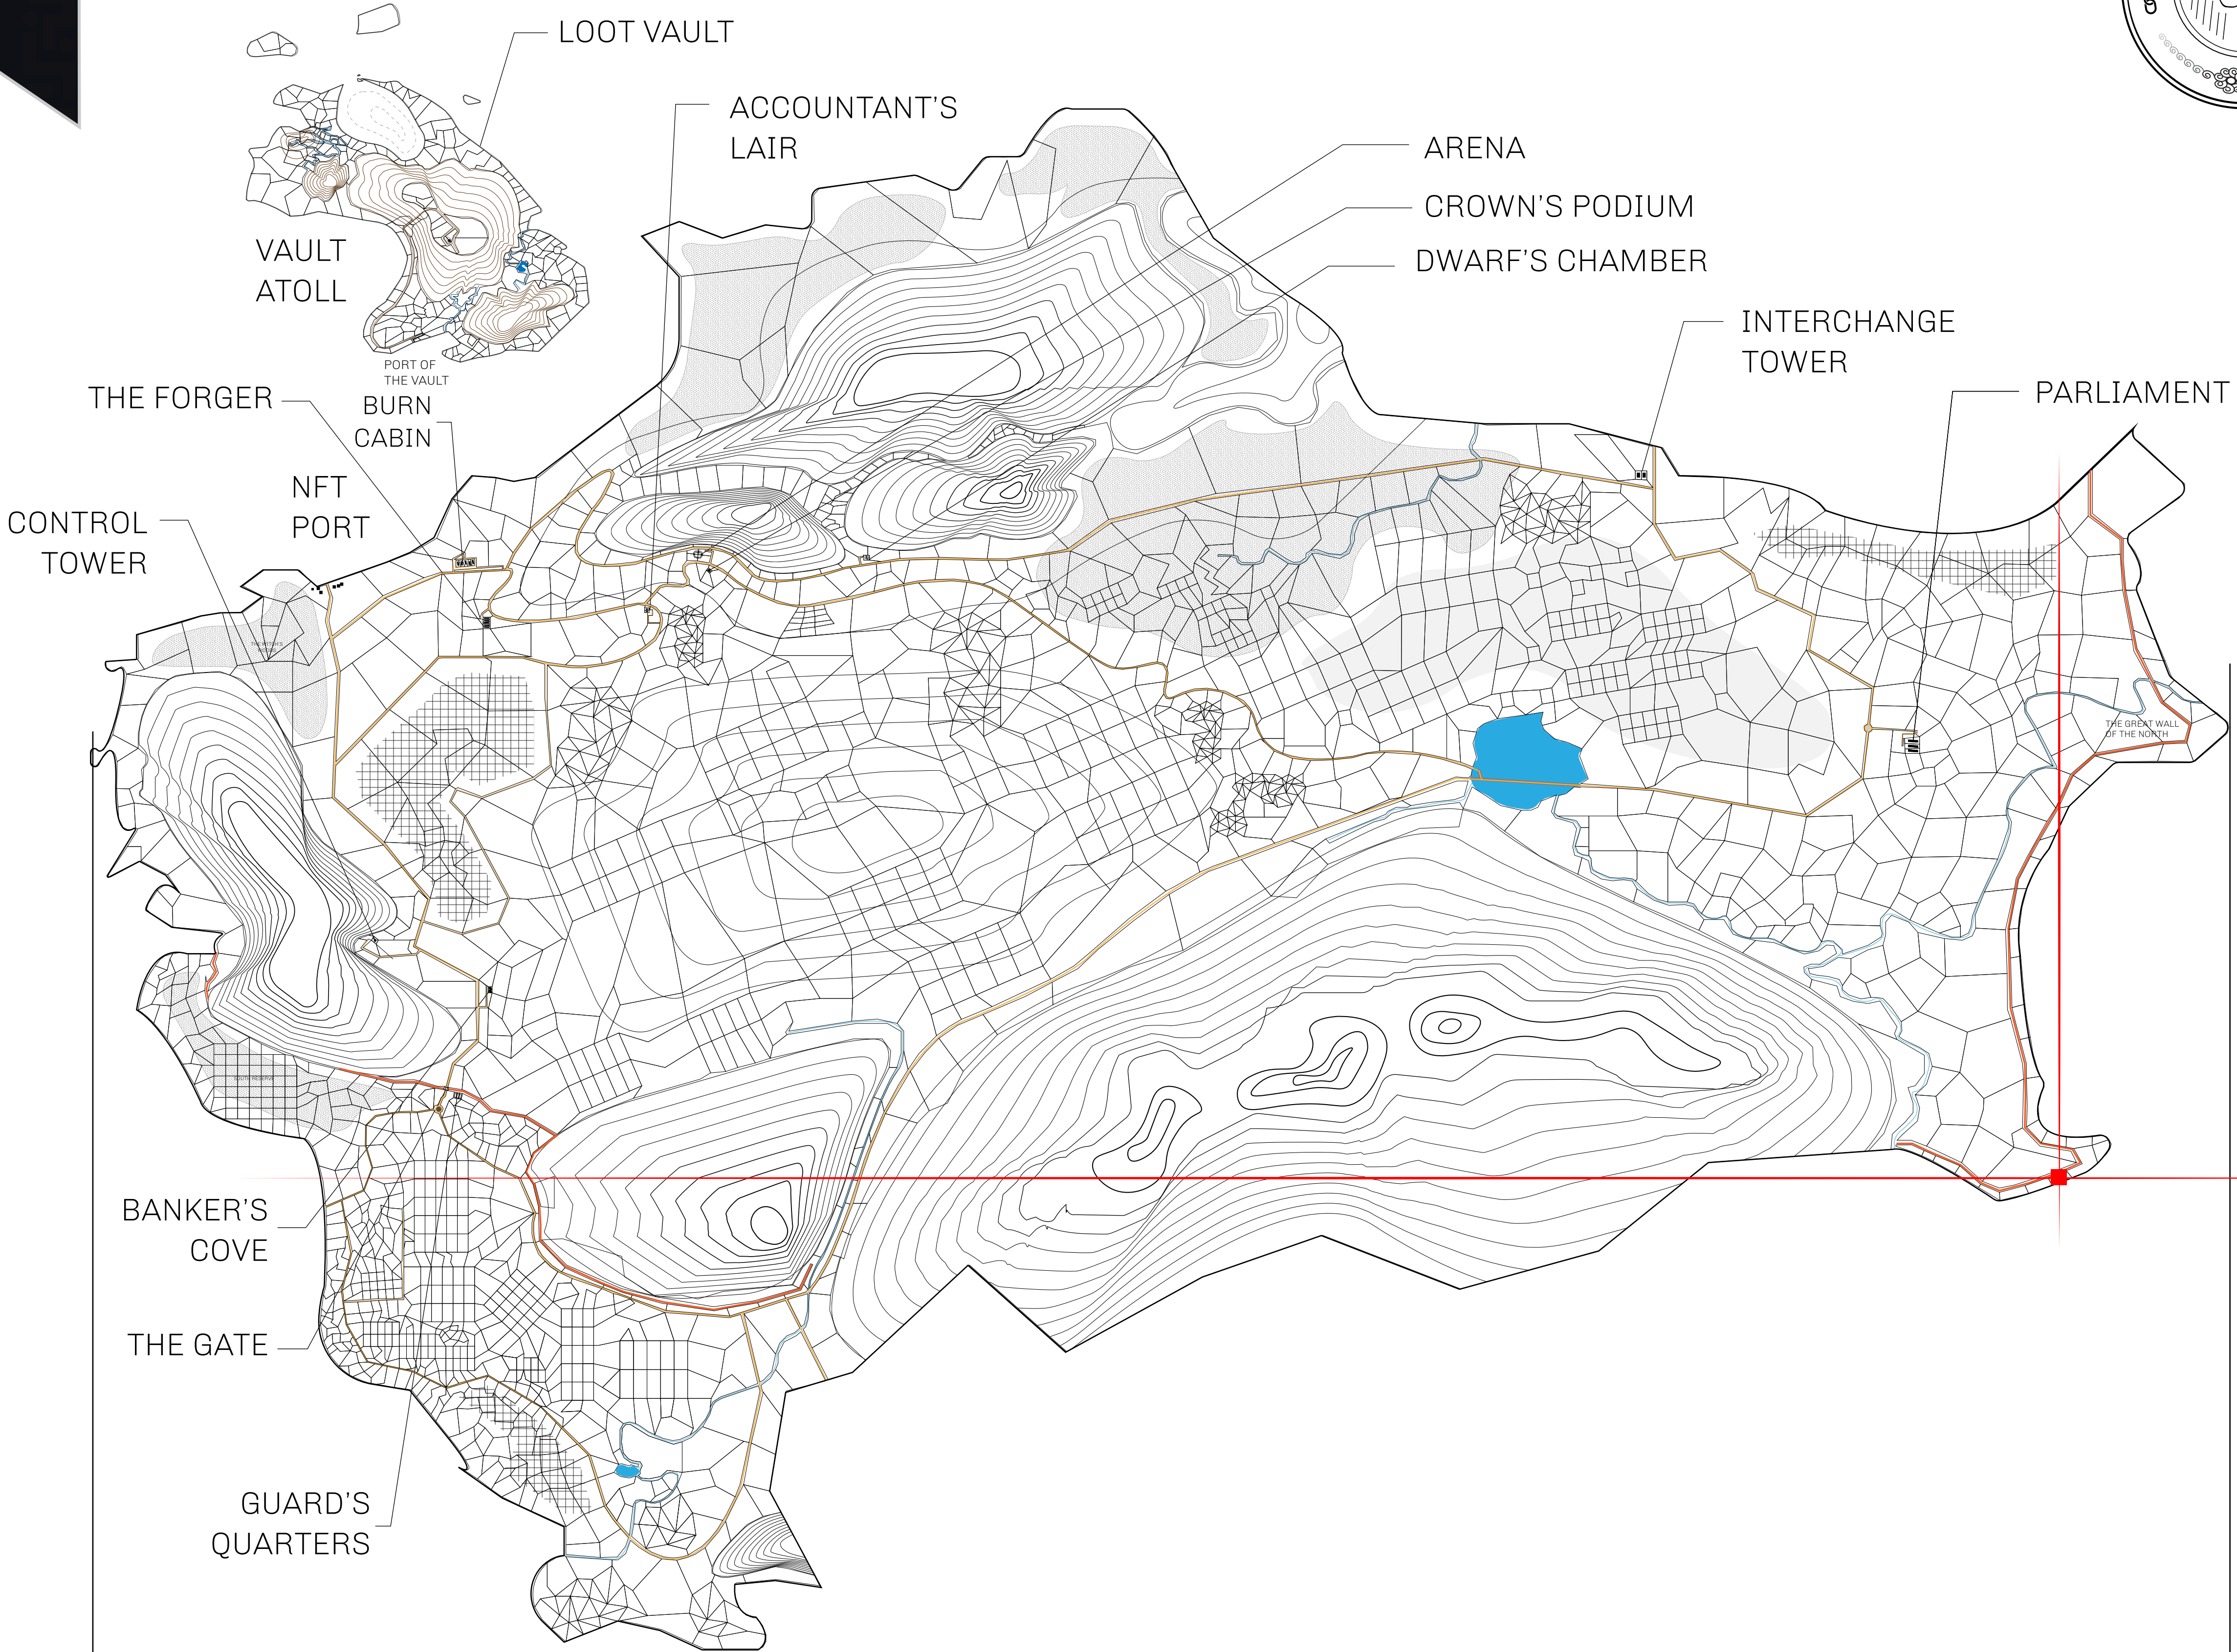 LOOT VAULT
ACCOUNTANT'S
LAIR
ARENA
CROWN'S PODIUM
DWARF'S CHAMBER
VAULT
ATOLL
INTERCHANGE
TOWER
PORT OF
THE VAULT
PARLIAMENT
THE FORGER
BURN
CABIN
NFT
PORT
CONTROL
TOWER
THE GREAT WALL
OF THE NORTH
SOUTH RESERVE
BANKER'S
COVE
THE GATE
GUARD'S
QUARTERS